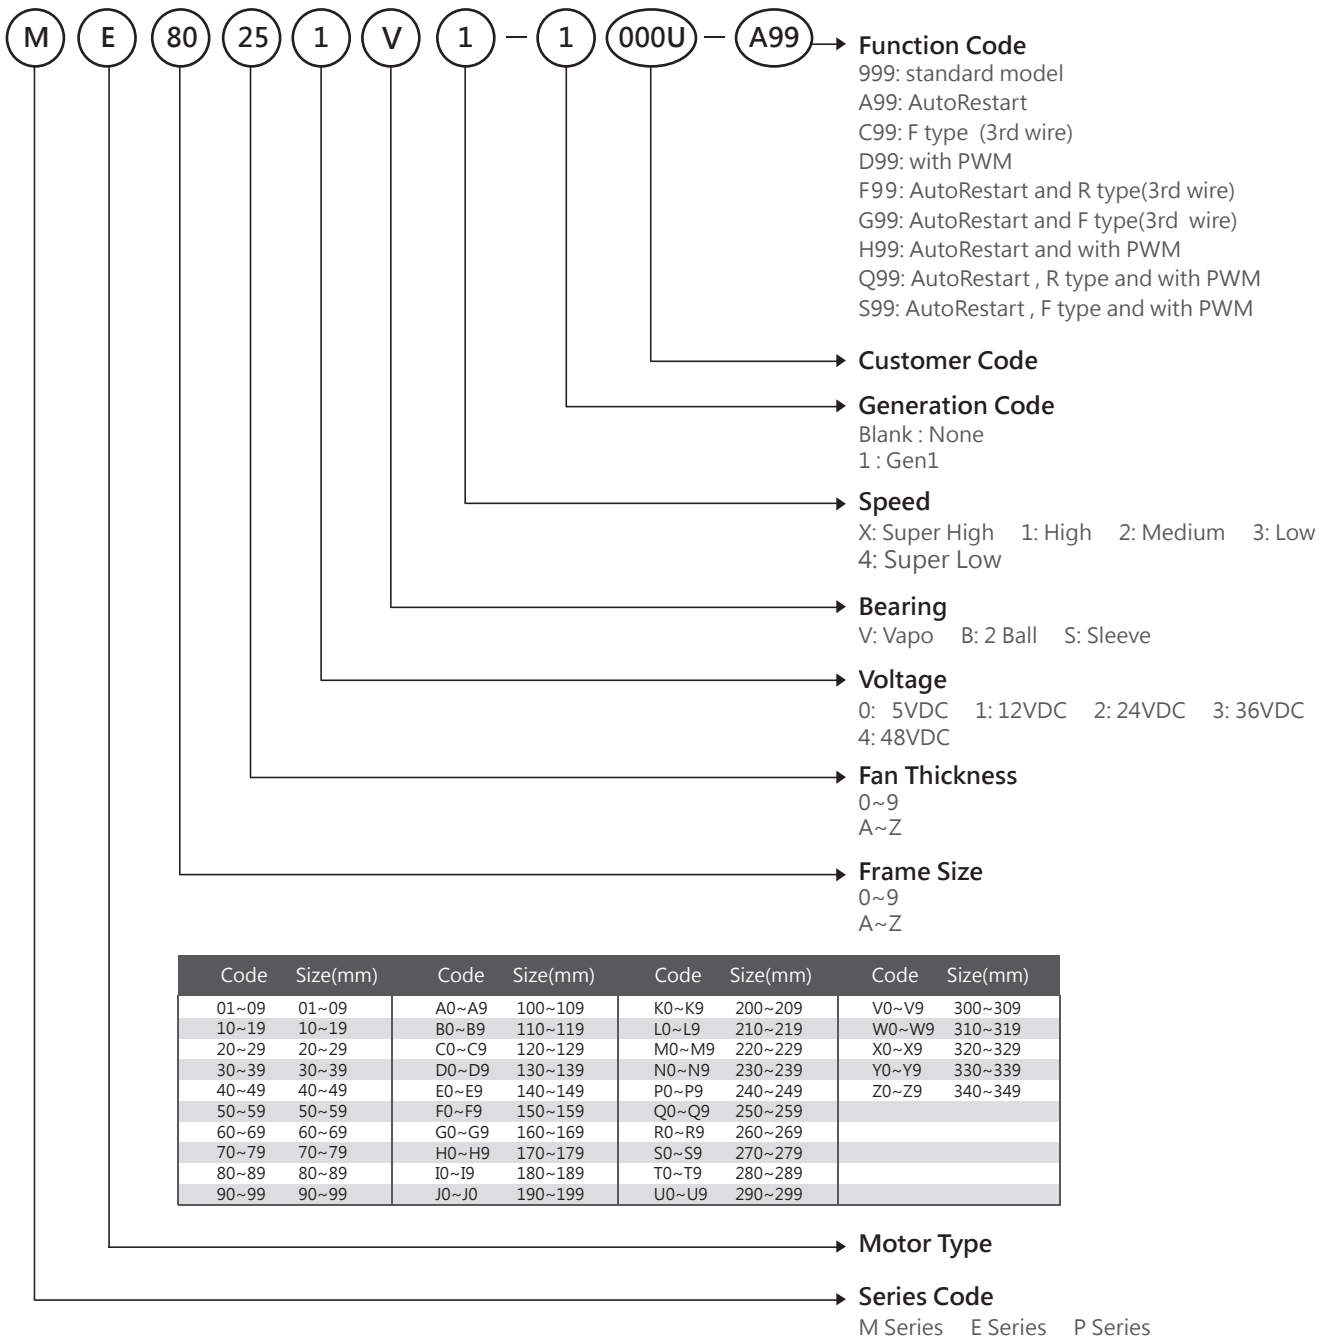 M E 80 25 1 V 1 — 1 000U — A99
Function Code
999: standard model
A99: AutoRestart
C99: F type (3rd wire)
D99: with PWM
F99: AutoRestart and R type(3rd wire)
G99: AutoRestart and F type(3rd wire)
H99: AutoRestart and with PWM
Q99: AutoRestart , R type and with PWM
S99: AutoRestart , F type and with PWM
Customer Code
Generation Code
Blank : None
1 : Gen1
Speed
X: Super High 1: High 2: Medium 3: Low
4: Super Low
Bearing
V: Vapo B: 2 Ball S: Sleeve
Voltage
0: 5VDC 1: 12VDC 2: 24VDC 3: 36VDC
4: 48VDC
Fan Thickness
0~9
A~Z
Frame Size
0~9
A~Z
Code Size(mm) Code Size(mm) Code Size(mm) Code Size(mm)
01~09 01~09 A0~A9 100~109 K0~K9 200~209 V0~V9 300~309
10~19 10~19 B0~B9 110~119 L0~L9 210~219 W0~W9 310~319
20~29 20~29 C0~C9 120~129 M0~M9 220~229 X0~X9 320~329
30~39 30~39 D0~D9 130~139 N0~N9 230~239 Y0~Y9 330~339
40~49 40~49 E0~E9 140~149 P0~P9 240~249 Z0~Z9 340~349
50~59 50~59 F0~F9 150~159 Q0~Q9 250~259
60~69 60~69 G0~G9 160~169 R0~R9 260~269
70~79 70~79 H0~H9 170~179 S0~S9 270~279
80~89 80~89 I0~I9 180~189 T0~T9 280~289
90~99 90~99 J0~J0 190~199 U0~U9 290~299
Motor Type
Series Code
M Series E Series P Series